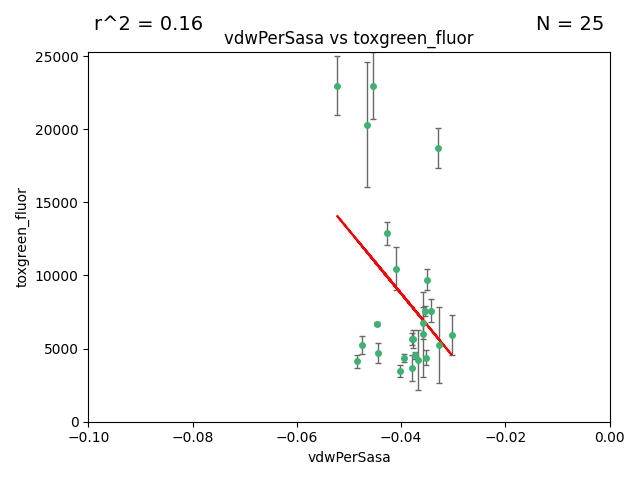 r^2 = 0.16
N = 25
vdwPerSasa vs toxgreen_fluor
25000
20000
15000
10000
5000
0
toxgreen_fluor
−0.10
−0.08
−0.06
−0.04
−0.02
0.00
vdwPerSasa